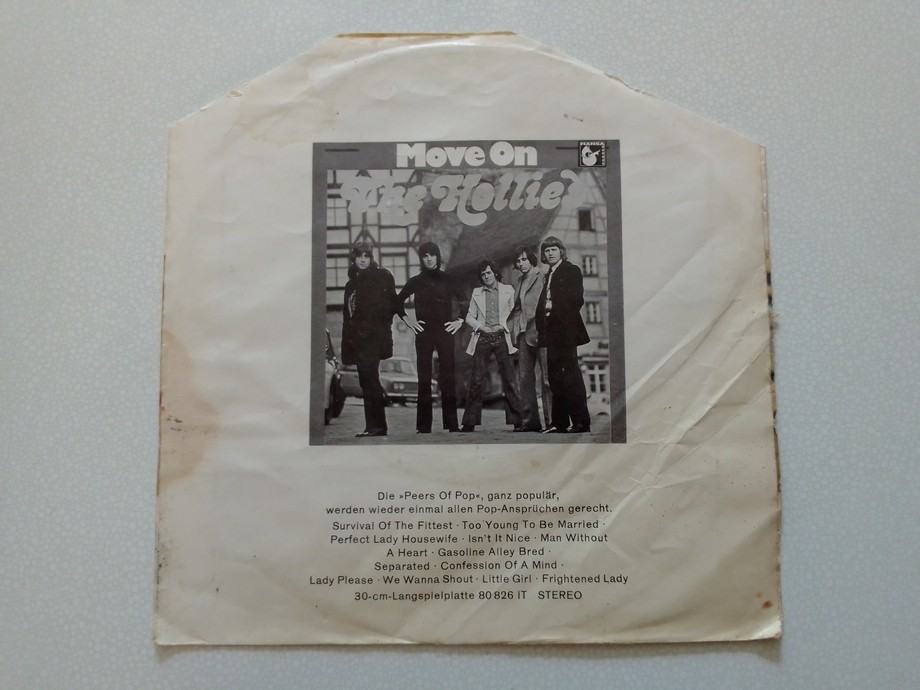 Move On
HANSA
The Hollies
Die »Peers Of Pop«, ganz populär,
werden wieder einmal allen Pop-Ansprüchen gerecht.
Survival Of The Fittest · Too Young To Be Married ·
Perfect Lady Housewife · Isn't It Nice · Man Without
A Heart · Gasoline Alley Bred ·
Separated · Confession Of A Mind ·
Lady Please · We Wanna Shout · Little Girl · Frightened Lady
30-cm-Langspielplatte 80 826 IT STEREO